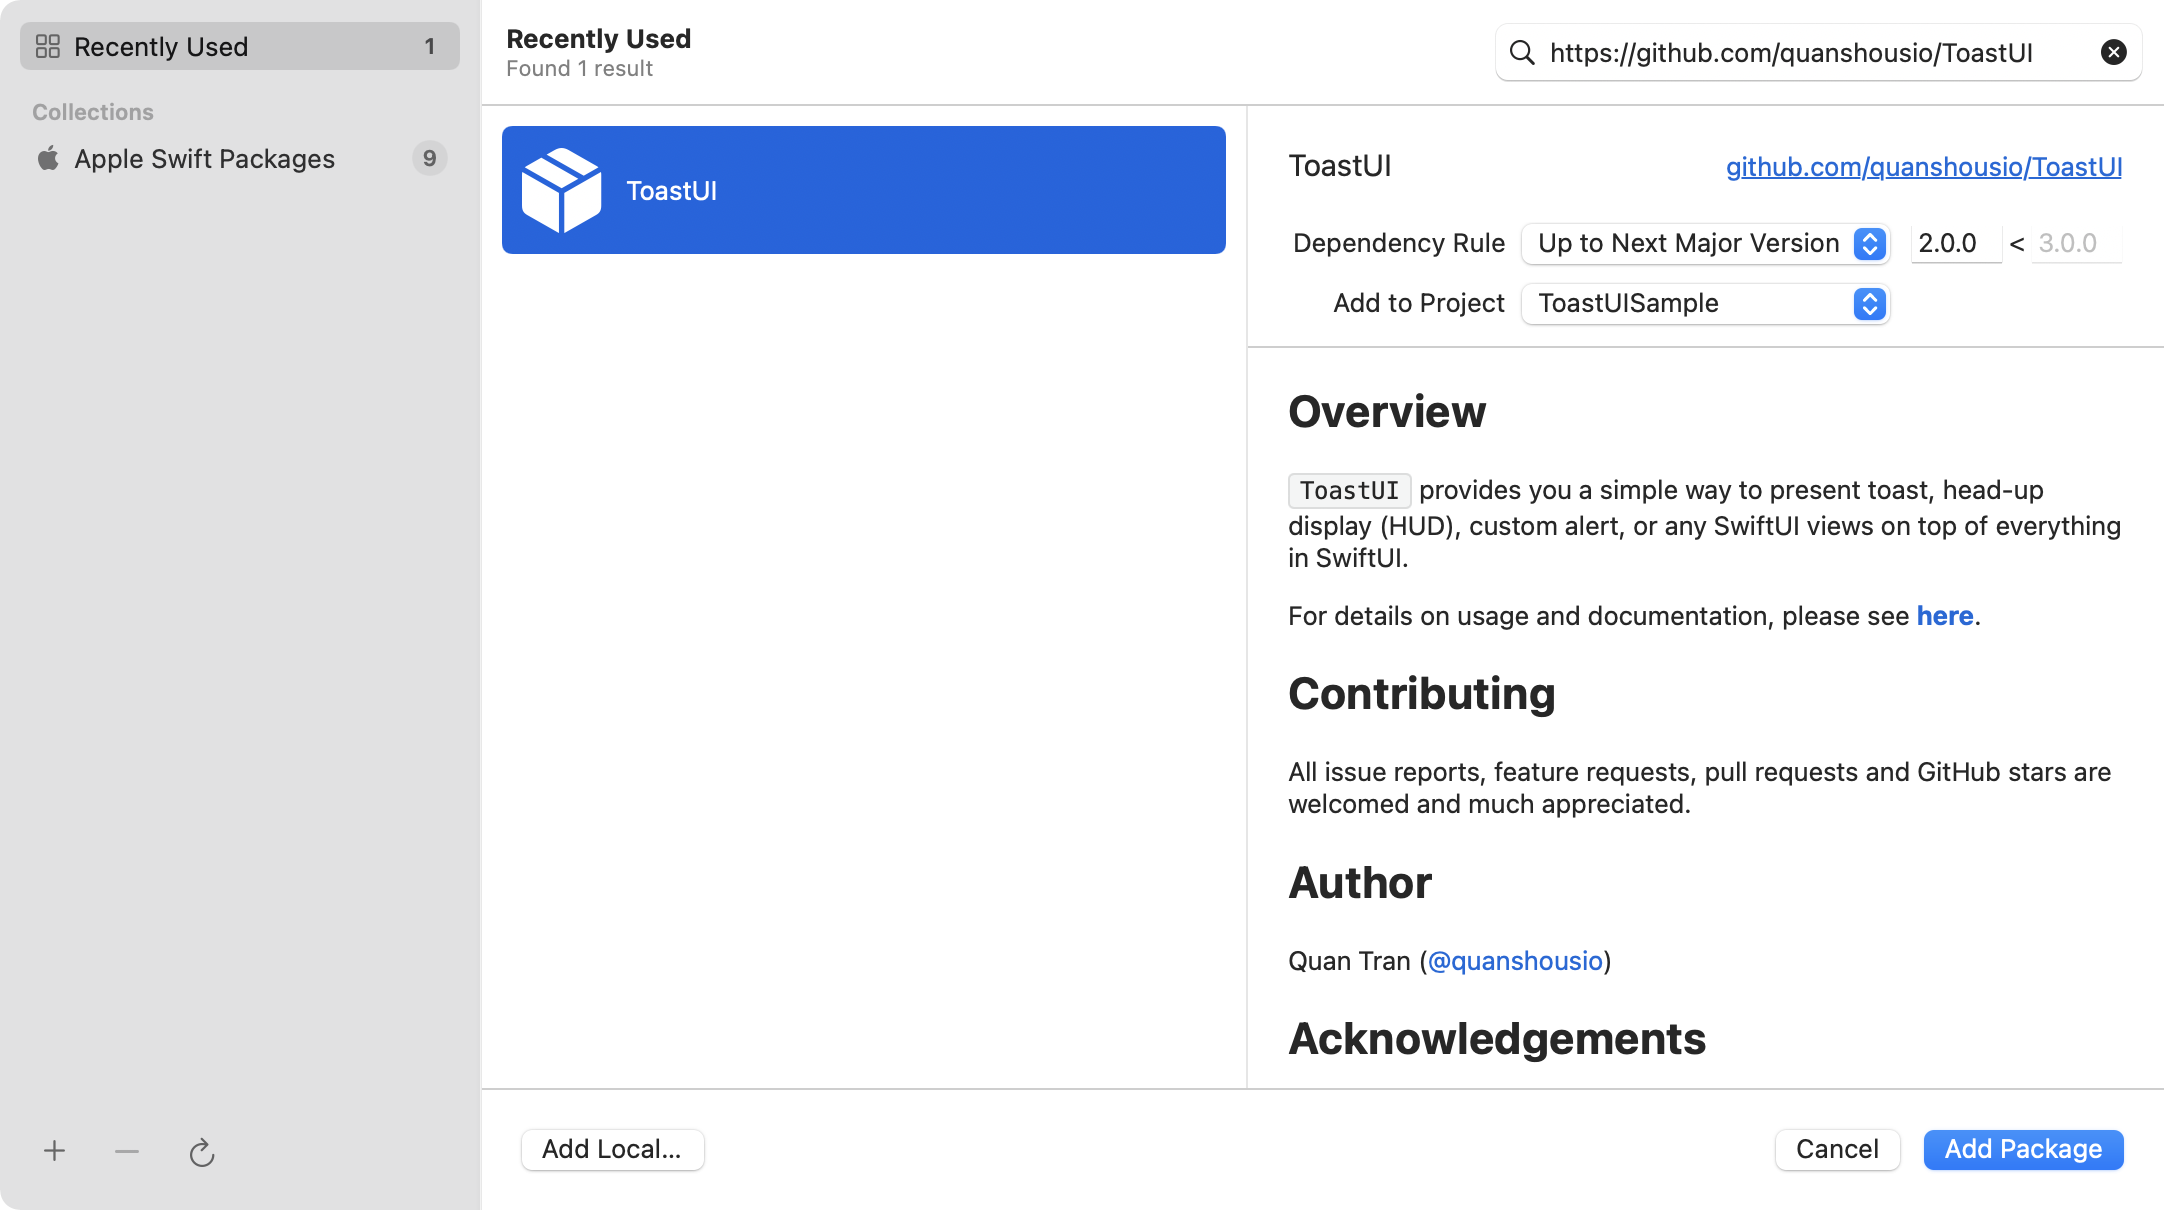 Recently Used 1
Collections
Apple Swift Packages 9
Recently Used
Found 1 result
https://github.com/quanshousio/ToastUI
ToastUI
ToastUI
github.com/quanshousio/ToastUI
Dependency Rule Up to Next Major Version 2.0.0 < 3.0.0
Add to Project ToastUISample
Overview
ToastUI provides you a simple way to present toast, head-up
display (HUD), custom alert, or any SwiftUI views on top of everything
in SwiftUI.
For details on usage and documentation, please see here.
Contributing
All issue reports, feature requests, pull requests and GitHub stars are
welcomed and much appreciated.
Author
Quan Tran (@quanshousio)
Acknowledgements
Add Local...
Cancel
Add Package